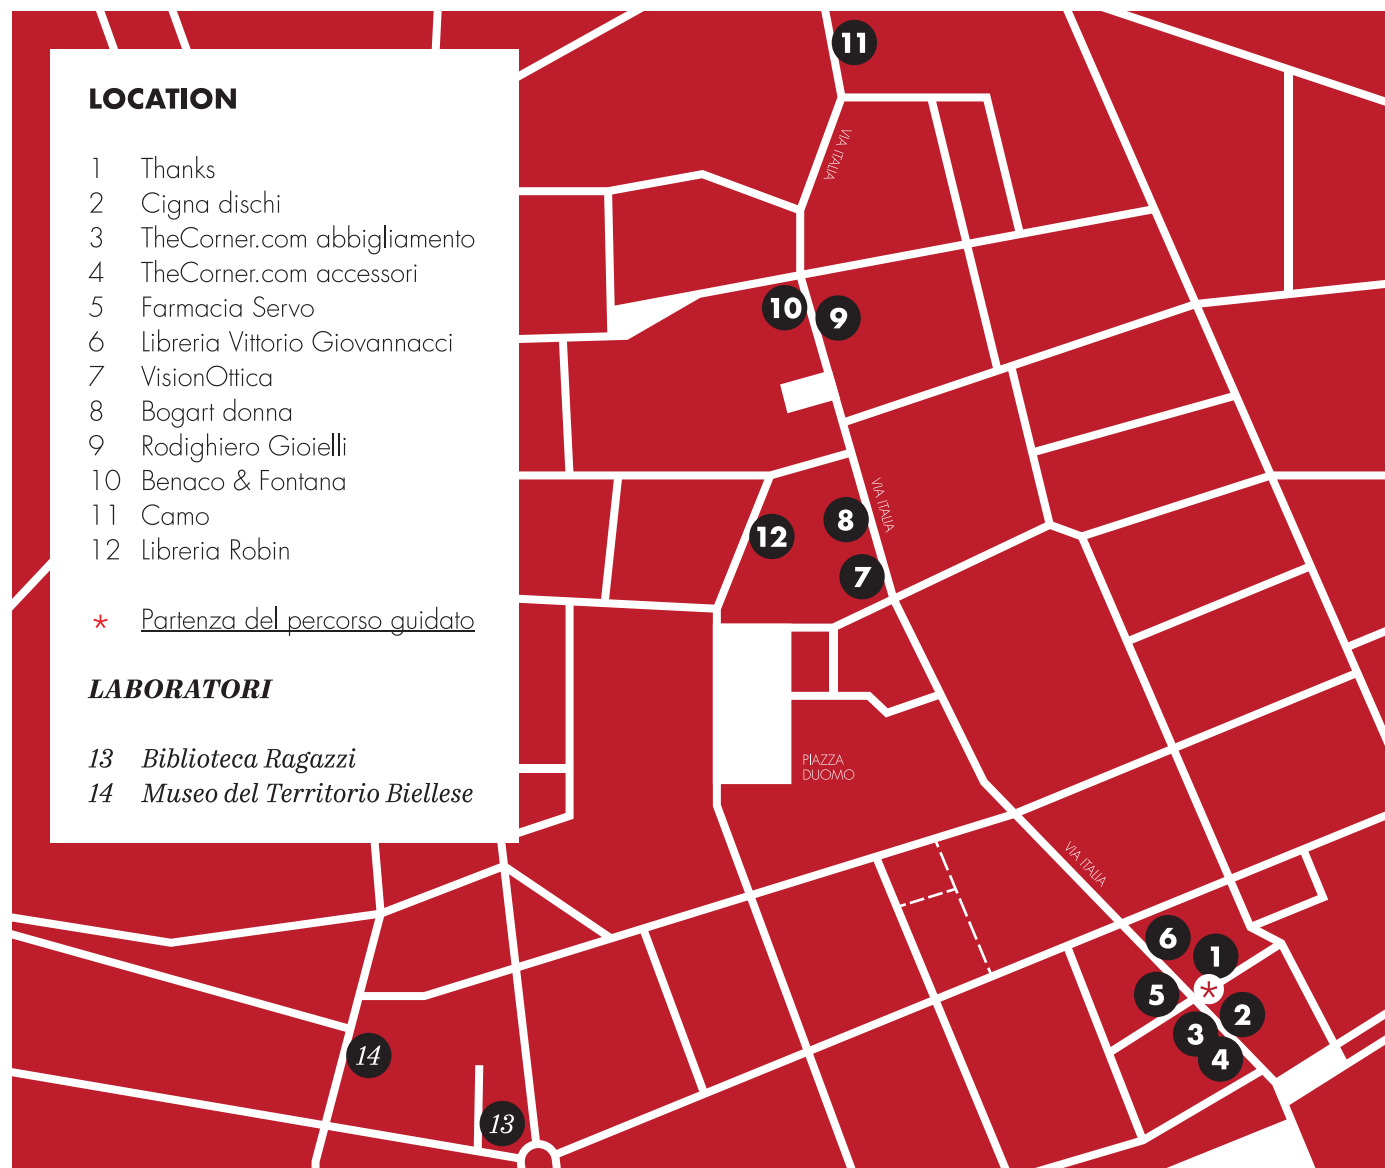 LOCATION
1 Thanks
2 Cigna dischi
3 TheCorner.com abbigliamento
4 TheCorner.com accessori
5 Farmacia Servo
6 Libreria Vittorio Giovannacci
7 VisionOttica
8 Bogart donna
9 Rodighiero Gioielli
10 Benaco & Fontana
11 Camo
12 Libreria Robin
* Partenza del percorso guidato
LABORATORI
13 Biblioteca Ragazzi
14 Museo del Territorio Biellese
11
VIA ITALIA
10
9
VIA ITALIA
8
12
7
PIAZZA
DUOMO
VIA ITALIA
6
1
*
5
2
3
4
14
13